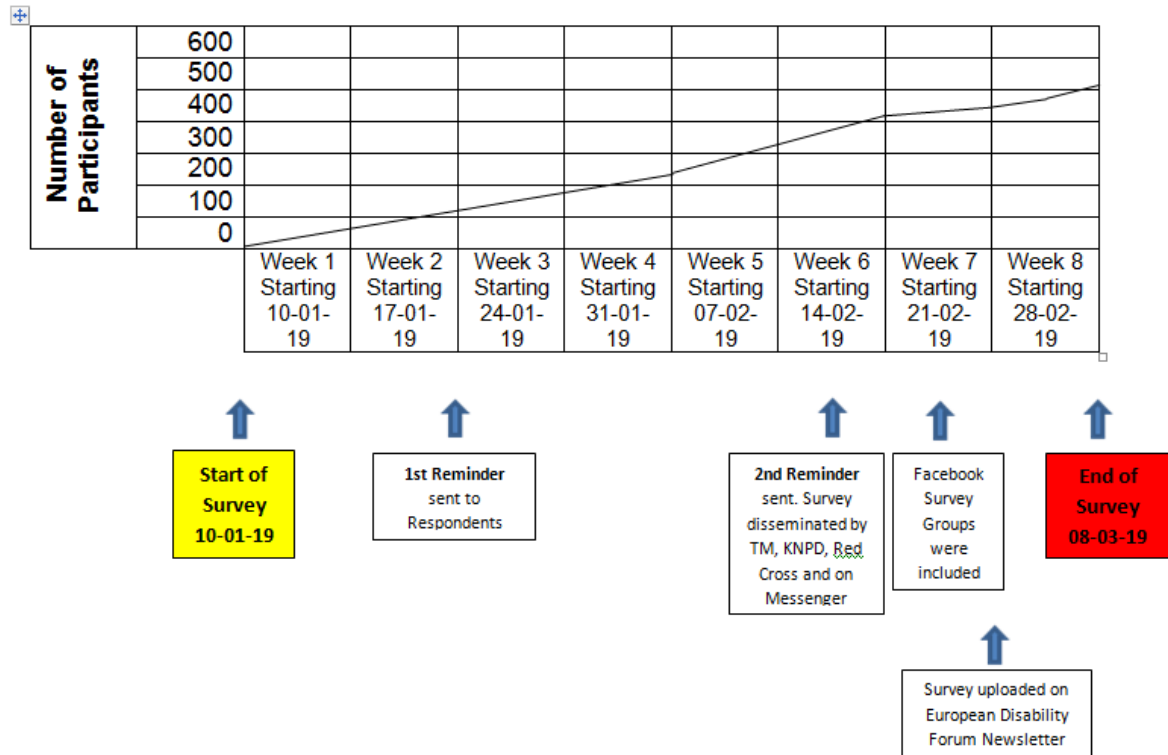 Number of
Participants
600
500
400
300
200
100
0
Week 1
Starting
10-01-
19
Week 2
Starting
17-01-
19
Week 3
Starting
24-01-
19
Week 4
Starting
31-01-
19
Week 5
Starting
07-02-
19
Week 6
Starting
14-02-
19
Week 7
Starting
21-02-
19
Week 8
Starting
28-02-
19
Start of
Survey
10-01-19
1st Reminder
sent to
Respondents
2nd Reminder
sent. Survey
disseminated by
TM, KNPD, Red
Cross and on
Messenger
Facebook
Survey
Groups
were
included
End of
Survey
08-03-19
Survey uploaded on
European Disability
Forum Newsletter